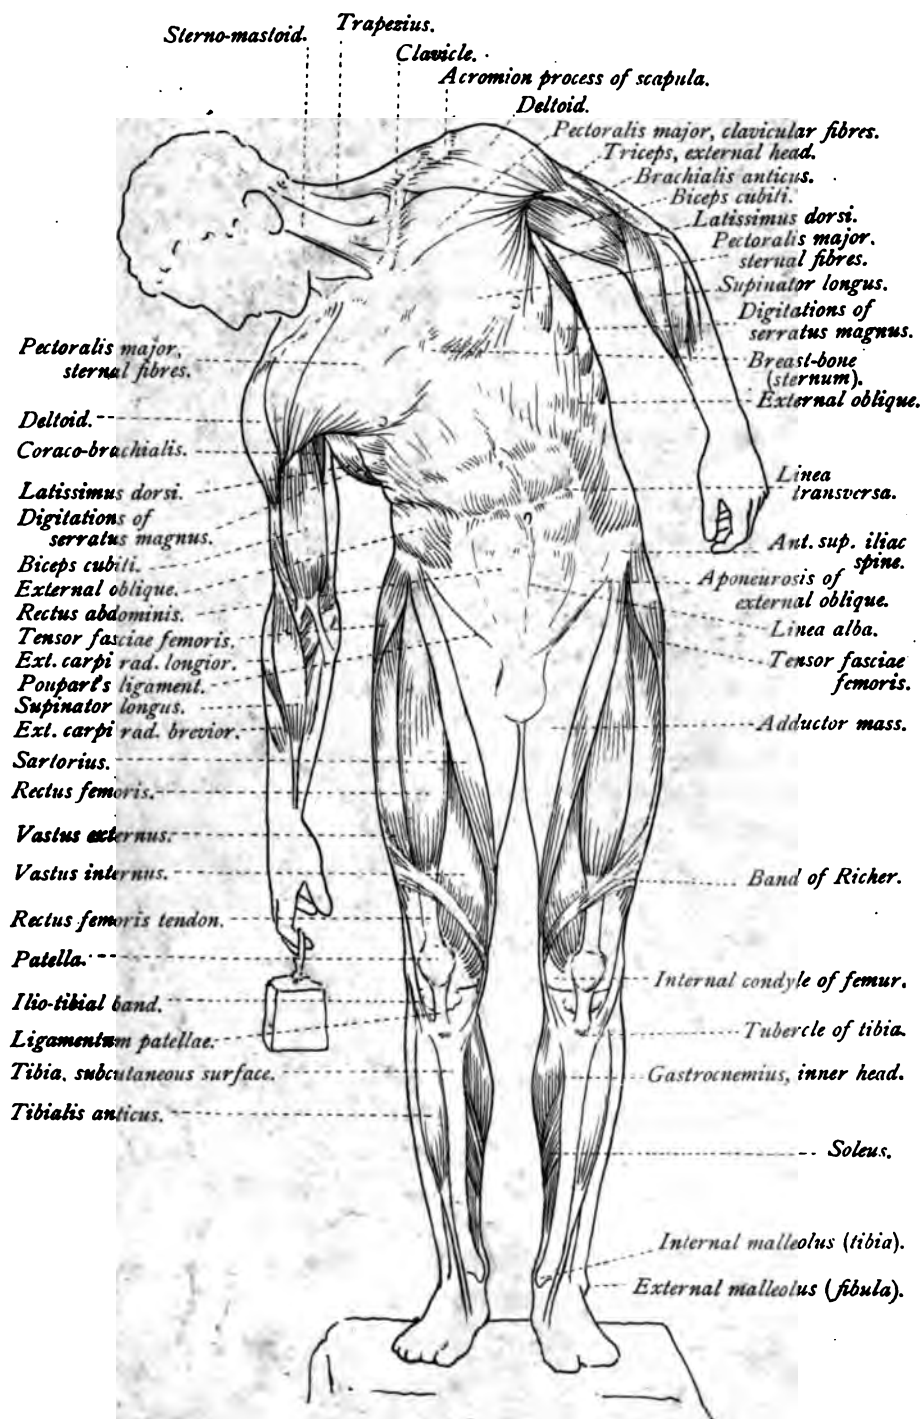 Sterno-mastoid.
Trapezius.
Clavicle.
Acromion process of scapula.
Deltoid.
Pectoralis major, clavicular fibres.
Triceps, external head.
Brachialis anticus.
Biceps cubiti.
Latissimus dorsi.
Pectoralis major.
sternal fibres.
Supinator longus.
Digitations of
serratus magnus.
Breast-bone
(sternum).
External oblique.
Linea
transversa.
Ant. sup. iliac
spine.
Aponeurosis of
external oblique.
Linea alba.
Tensor fasciae
femoris.
Adductor mass.
Band of Richer.
Internal condyle of femur.
Tubercle of tibia.
Gastrocnemius, inner head.
Soleus.
Internal malleolus (tibia).
External malleolus (fibula).
Pectoralis major,
sternal fibres.
Deltoid.
Coraco-brachialis.
Latissimus dorsi.
Digitations of
serratus magnus.
Biceps cubiti.
External oblique.
Rectus abdominis.
Tensor fasciae femoris.
Ext. carpi rad. longior.
Poupart's ligament.
Supinator longus.
Ext. carpi rad. brevior.
Sartorius.
Rectus femoris.
Vastus externus.
Vastus internus.
Rectus femoris tendon.
Patella.
Ilio-tibial band.
Ligamentum patellae.
Tibia, subcutaneous surface.
Tibialis anticus.